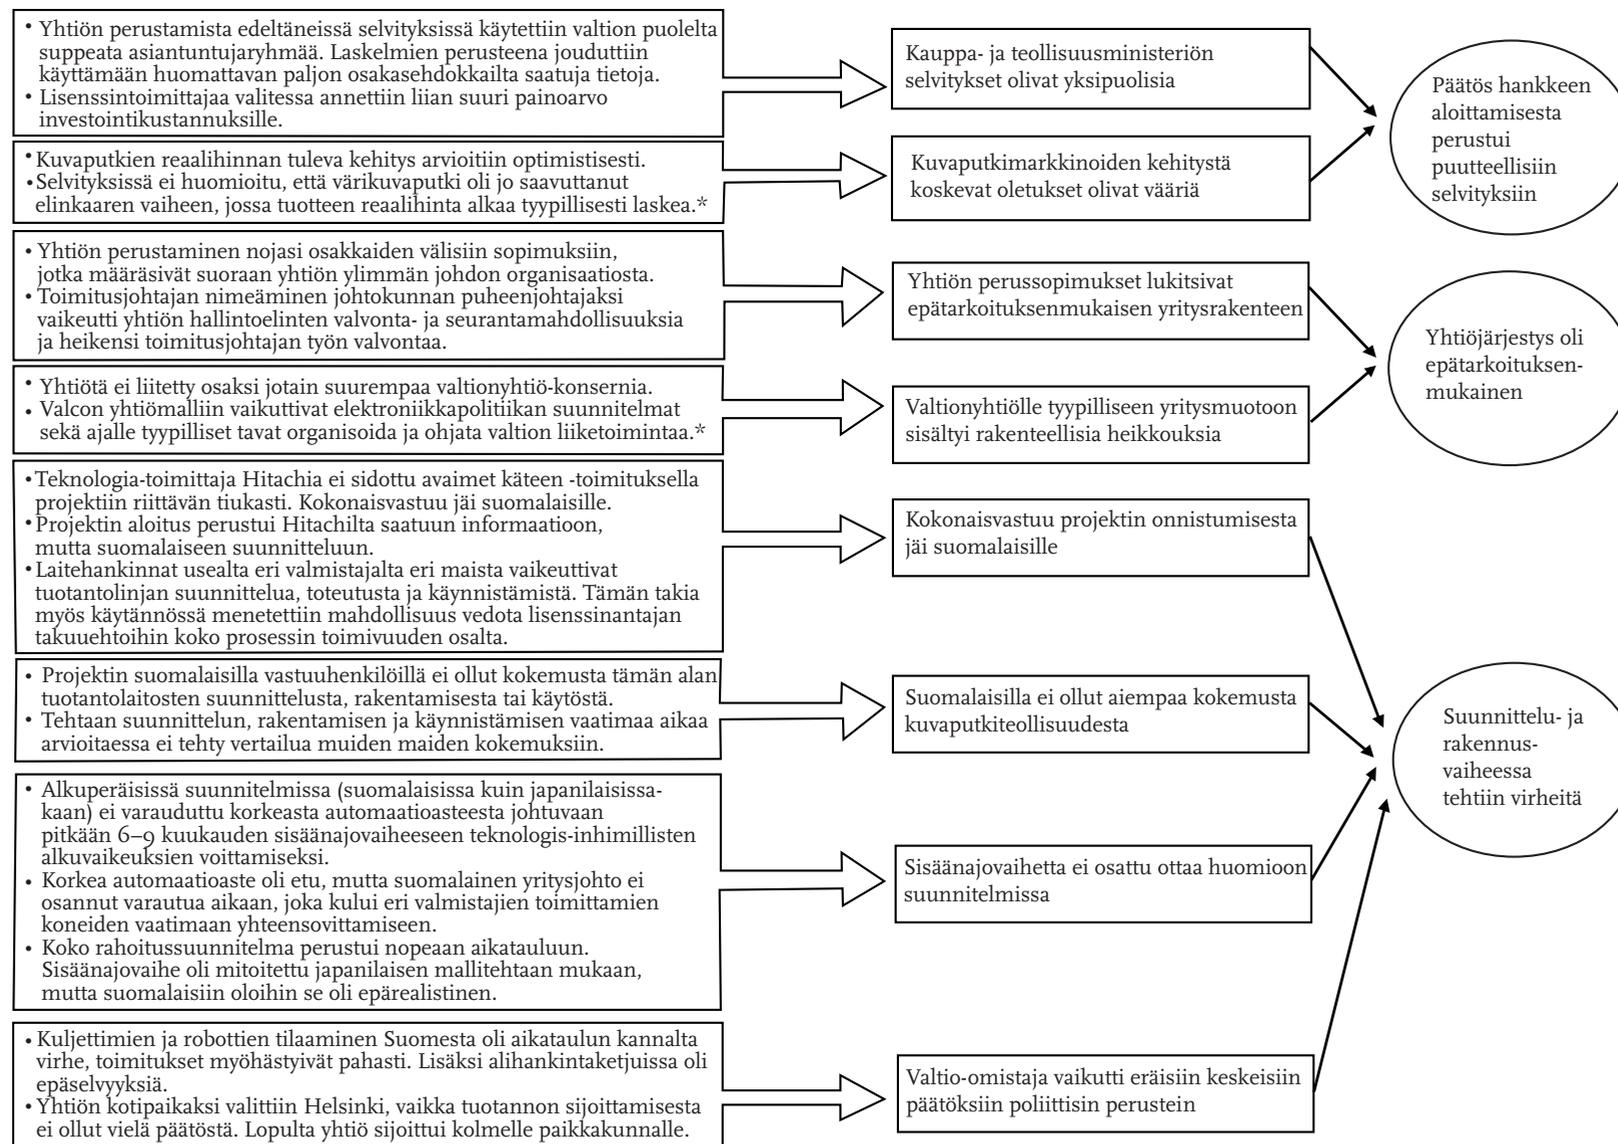 • Yhtiön perustamista edeltäneissä selvityksissä käytettiin valtion puolelta
suppeata asiantuntujaryhmää. Laskelmien perusteena jouduttiin
käyttämään huomattavan paljon osakasehdokkailta saatuja tietoja.
• Lisenssintoimittajaa valitessa annettiin liian suuri painoarvo
investointikustannuksille.
Kauppa- ja teollisuusministeriön
selvitykset olivat yksipuolisia
• Kuvaputkien reaalihinnan tuleva kehitys arvioitiin optimistisesti.
• Selvityksissä ei huomioitu, että värikuvaputki oli jo saavuttanut
elinkaaren vaiheen, jossa tuotteen reaalihinta alkaa tyypillisesti laskea.*
Kuvaputkimarkkinoiden kehitystä
koskevat oletukset olivat vääriä
Päätös hankkeen
aloittamisesta
perustui
puutteellisiin
selvityksiin
• Yhtiön perustaminen nojasi osakkaiden välisiin sopimuksiin,
jotka määräsivät suoraan yhtiön ylimmän johdon organisaatiosta.
• Toimitusjohtajan nimeäminen johtokunnan puheenjohtajaksi
vaikeutti yhtiön hallintoelinten valvonta- ja seurantamahdollisuuksia
ja heikensi toimitusjohtajan työn valvontaa.
Yhtiön perussopimukset lukitsivat
epätarkoituksenmukaisen yritysrakenteen
• Yhtiötä ei liitetty osaksi jotain suurempaa valtionyhtiö-konsernia.
• Valcon yhtiömalliin vaikuttivat elektroniikkapolitiikan suunnitelmat
sekä ajalle tyypilliset tavat organisoida ja ohjata valtion liiketoimintaa.*
Valtionyhtiölle tyypilliseen yritysmuotoon
sisältyi rakenteellisia heikkouksia
Yhtiöjärjestys oli
epätarkoituksen-
mukainen
• Teknologia-toimittaja Hitachia ei sidottu avaimet käteen -toimituksella
projektiin riittävän tiukasti. Kokonaisvastuu jäi suomalaisille.
• Projektin aloitus perustui Hitachilta saatuun informaatioon,
mutta suomalaiseen suunnitteluun.
• Laitehankinnat usealta eri valmistajalta eri maista vaikeuttivat
tuotantolinjan suunnittelua, toteutusta ja käynnistämistä. Tämän takia
myös käytännössä menetettiin mahdollisuus vedota lisenssinantajan
takuuehtoihin koko prosessin toimivuuden osalta.
Kokonaisvastuu projektin onnistumisesta
jäi suomalaisille
• Projektin suomalaisilla vastuuhenkilöillä ei ollut kokemusta tämän alan
tuotantolaitosten suunnittelusta, rakentamisesta tai käytöstä.
• Tehtaan suunnittelun, rakentamisen ja käynnistämisen vaatimaa aikaa
arvioitaessa ei tehty vertailua muiden maiden kokemuksiin.
Suomalaisilla ei ollut aiempaa kokemusta
kuvaputkiteollisuudesta
• Alkuperäisissä suunnitelmissa (suomalaisissa kuin japanilaisissa-
kaan) ei varauduttu korkeasta automaatioasteesta johtuvaan
pitkään 6–9 kuukauden sisäänajovaiheeseen teknologis-inhimillisten
alkuvaikeuksien voittamiseksi.
• Korkea automaatioaste oli etu, mutta suomalainen yritysjohto ei
osannut varautua aikaan, joka kului eri valmistajien toimittamien
koneiden vaatimaan yhteensovittamiseen.
• Koko rahoitussuunnitelma perustui nopeaan aikatauluun.
Sisäänajovaihe oli mitoitettu japanilaisen mallitehtaan mukaan,
mutta suomalaisiin oloihin se oli epärealistinen.
Sisäänajovaihetta ei osattu ottaa huomioon
suunnitelmissa
• Kuljettimien ja robottien tilaaminen Suomesta oli aikataulun kannalta
virhe, toimitukset myöhästyivät pahasti. Lisäksi alihankintaketjuissa oli
epäselvyyksiä.
• Yhtiön kotipaikaksi valittiin Helsinki, vaikka tuotannon sijoittamisesta
ei ollut vielä päätöstä. Lopulta yhtiö sijoittui kolmelle paikkakunnalle.
Valtio-omistaja vaikutti eräisiin keskeisiin
päätöksiin poliittisin perustein
Suunnittelu- ja
rakennus-
vaiheessa
tehtiin virheitä